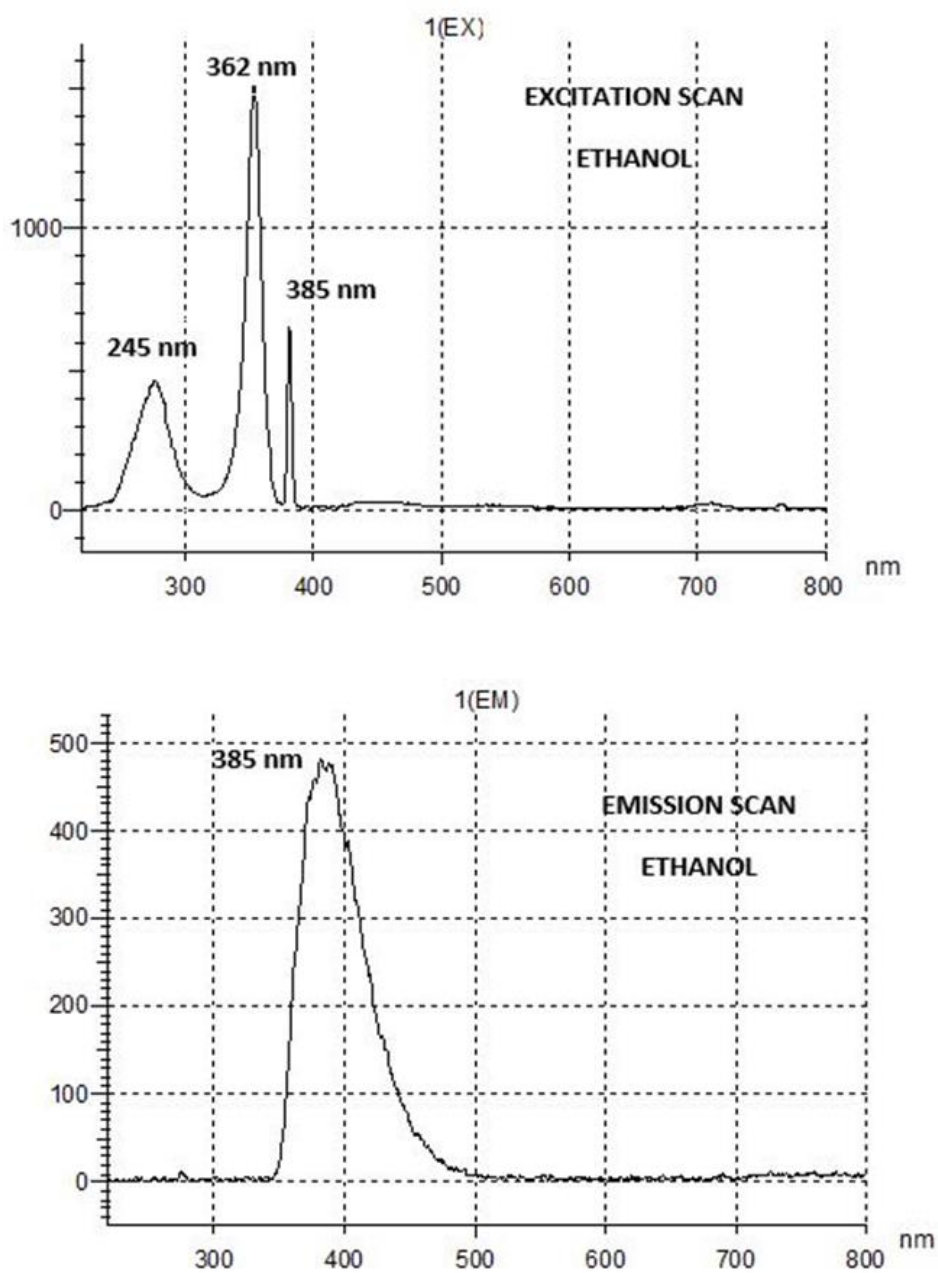 1(EX)
362 nm
EXCITATION SCAN
ETHANOL
1000
385 nm
245 nm
0
300 400 500 600 700 800 nm
1(EM)
500
385 nm
EMISSION SCAN
400
ETHANOL
300
200
100
0
300 400 500 600 700 800 nm